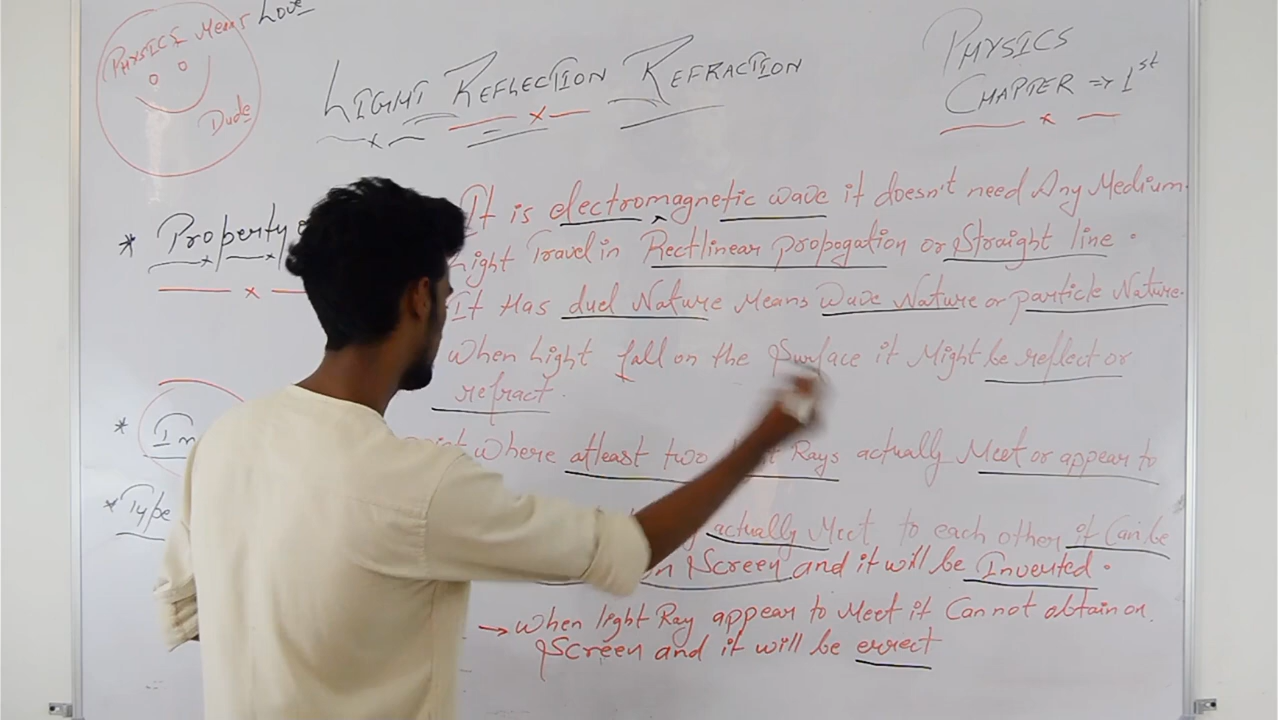 PHYSICS Means Love
Dude
LIGHT REFLECTION REFRACTION
PHYSICS
CHAPTER => 1st
* Property
It is electromagnetic wave it doesn't need Any Medium.
Light Travel in Rectlinear propogation or Straight line.
It Has duel Nature Means Wave Nature or particle Nature.
When Light fall on the Surface it Might be reflect or
refract.
* Im
where atleast two Rays actually Meet or appear to
* Type
actually Meet to each other it Can be
Screen and it will be Inverted.
→ When light Ray appear to Meet it Cannot obtain on
Screen and it will be errect